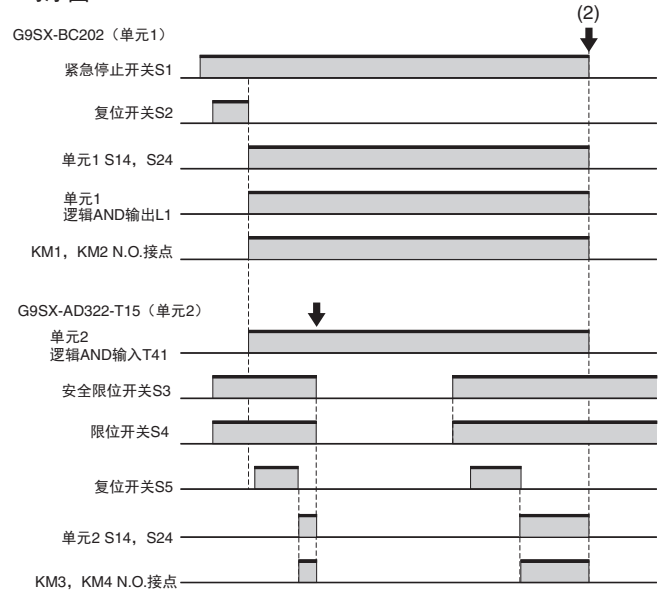 (2)
G9SX-BC202（单元1）
紧急停止开关S1
复位开关S2
单元1 S14，S24
单元1
逻辑AND输出L1
KM1，KM2 N.O.接点
G9SX-AD322-T15（单元2）
单元2
逻辑AND输入T41
安全限位开关S3
限位开关S4
复位开关S5
单元2 S14，S24
KM3，KM4 N.O.接点